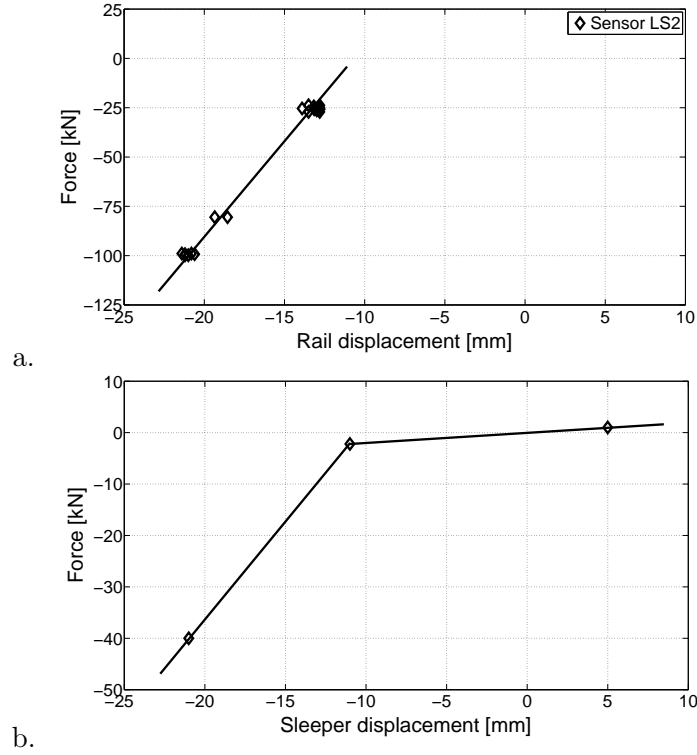 25
Sensor LS2
0
−25
−50
−75
−100
−125
Force [kN]
−25 −20 −15 −10 −5 0 5 10
Rail displacement [mm]
a.
10
0
−10
−20
−30
−40
−50
Force [kN]
−25 −20 −15 −10 −5 0 5 10
Sleeper displacement [mm]
b.